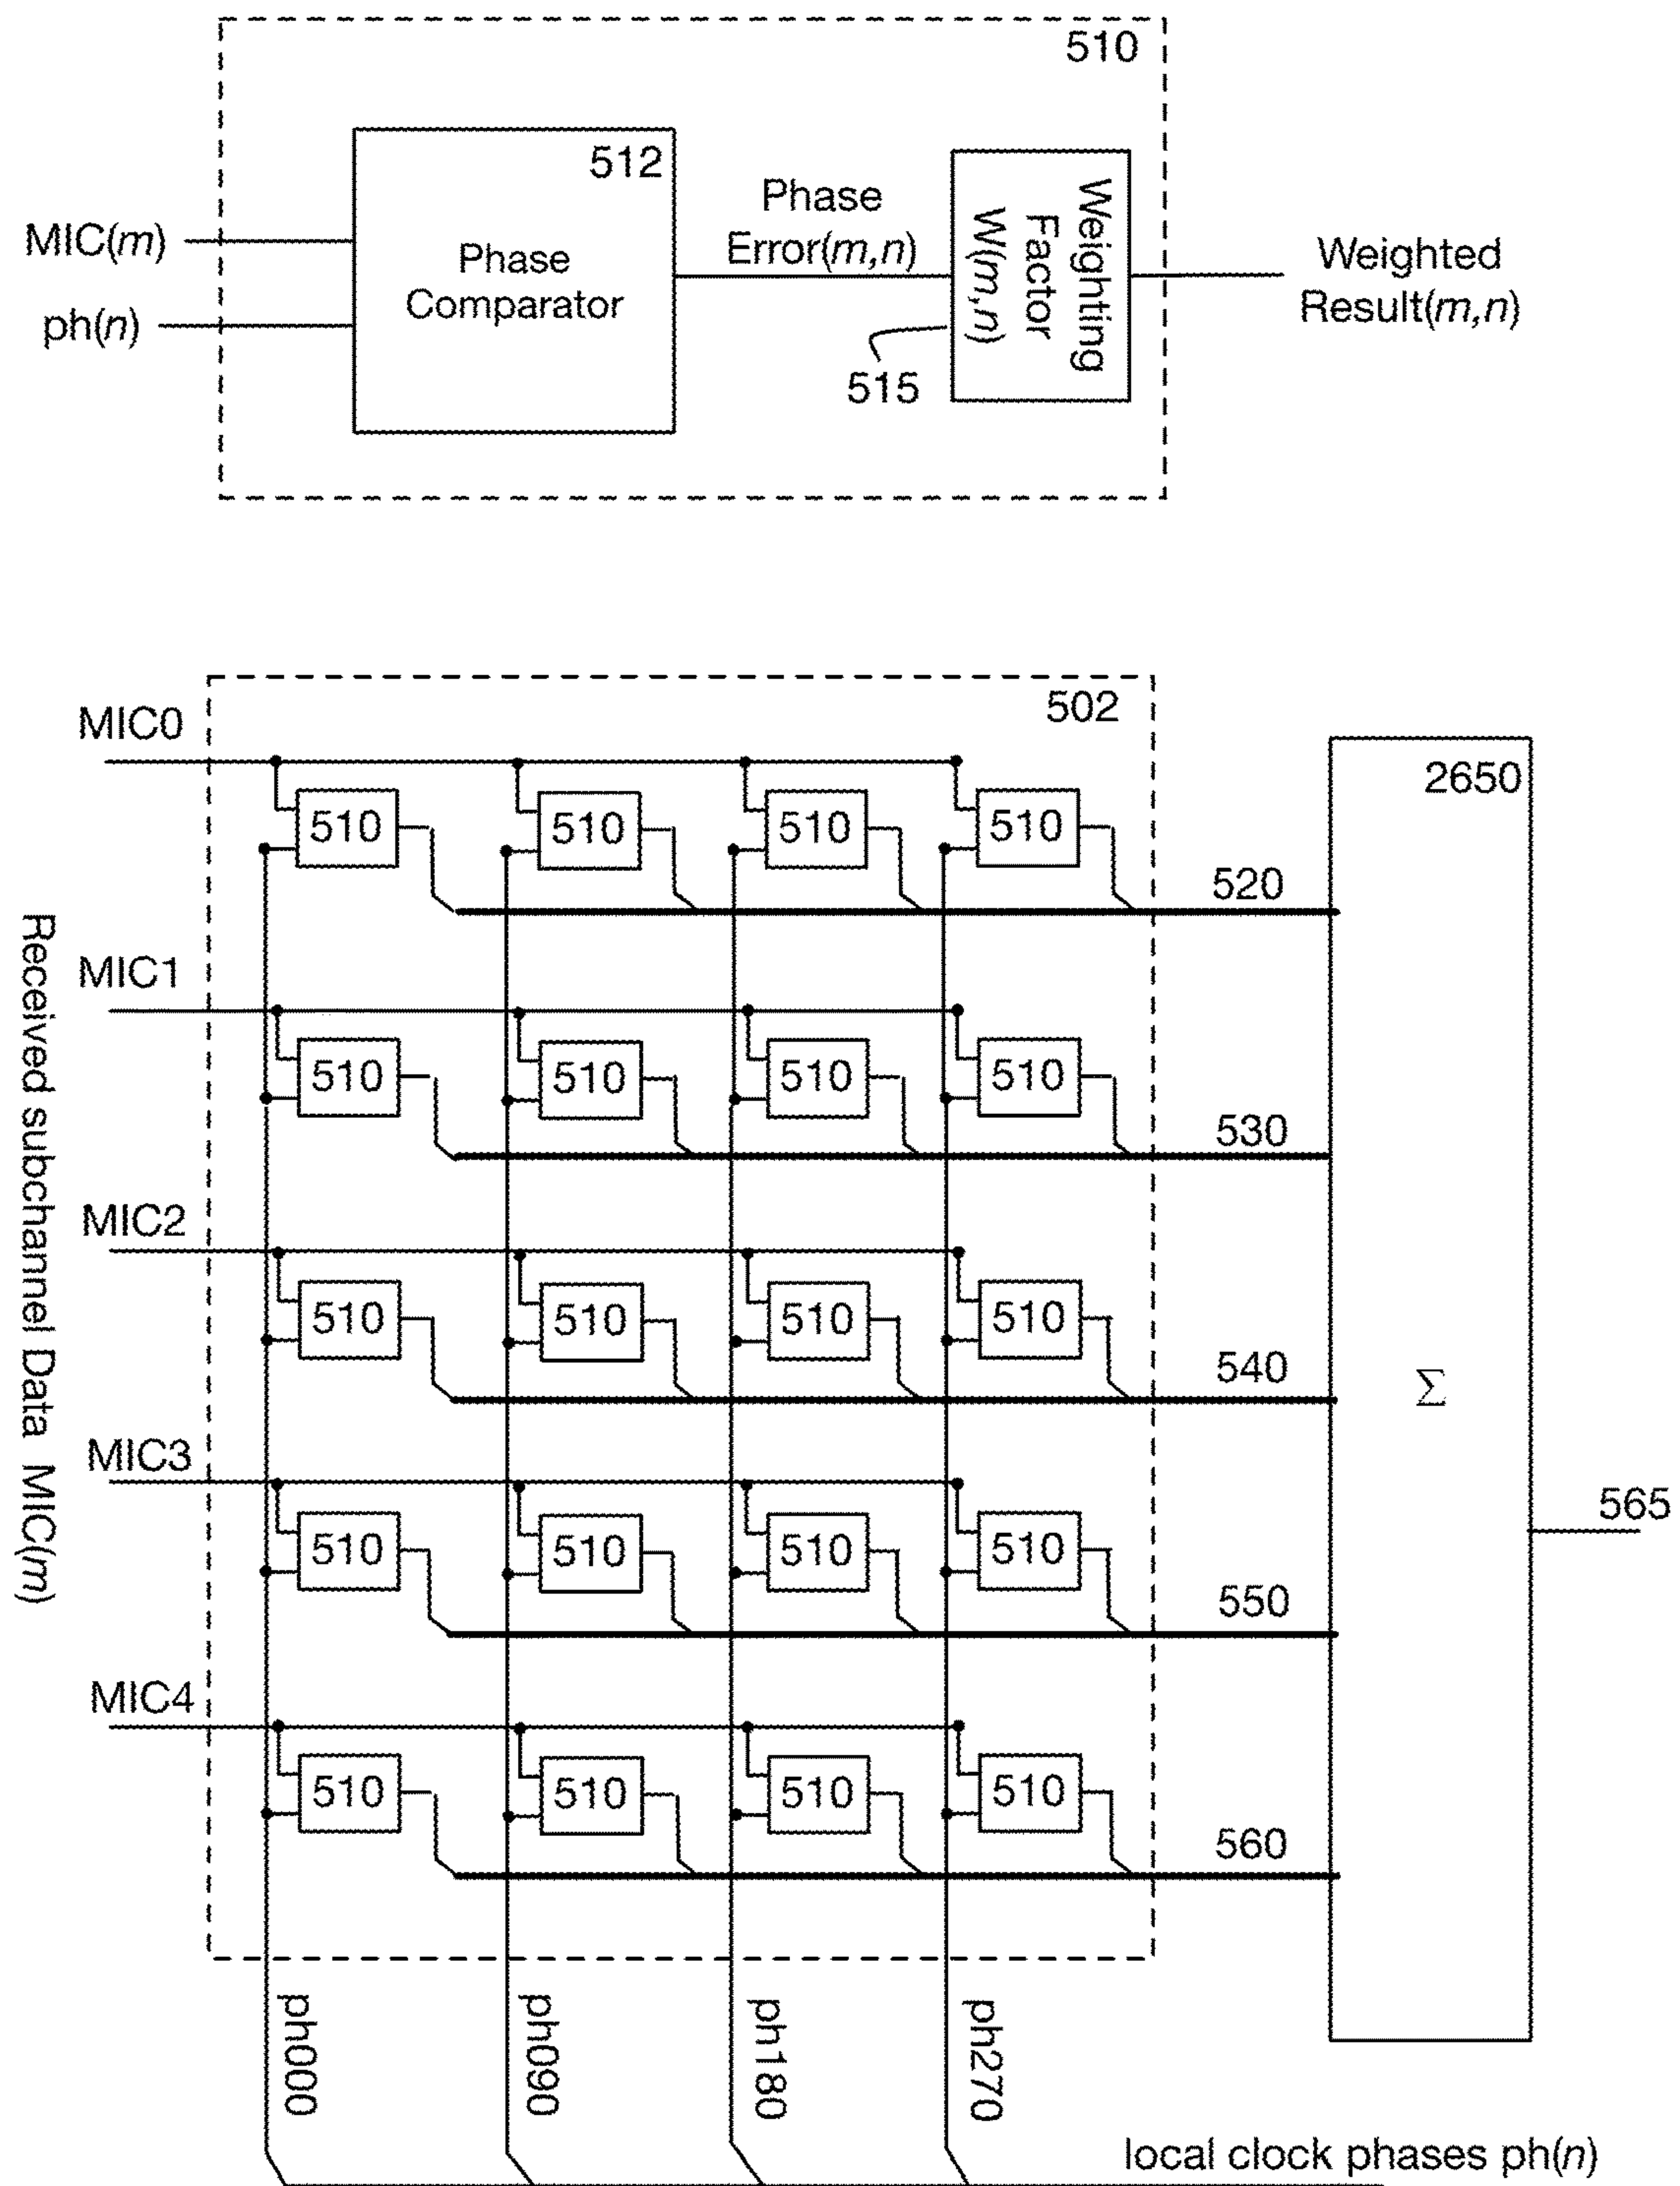 510
512
Phase
Comparator
MIC(m)
ph(n)
Phase
Error(m,n)
Weighting
Factor
W(m,n)
515
Weighted
Result(m,n)
502
2650
MIC0
510 510 510 510
520
MIC1
510 510 510 510
530
MIC2
510 510 510 510
540
Σ
MIC3
510 510 510 510
550
565
MIC4
510 510 510 510
560
Received subchannel Data MIC(m)
ph000
ph090
ph180
ph270
local clock phases ph(n)